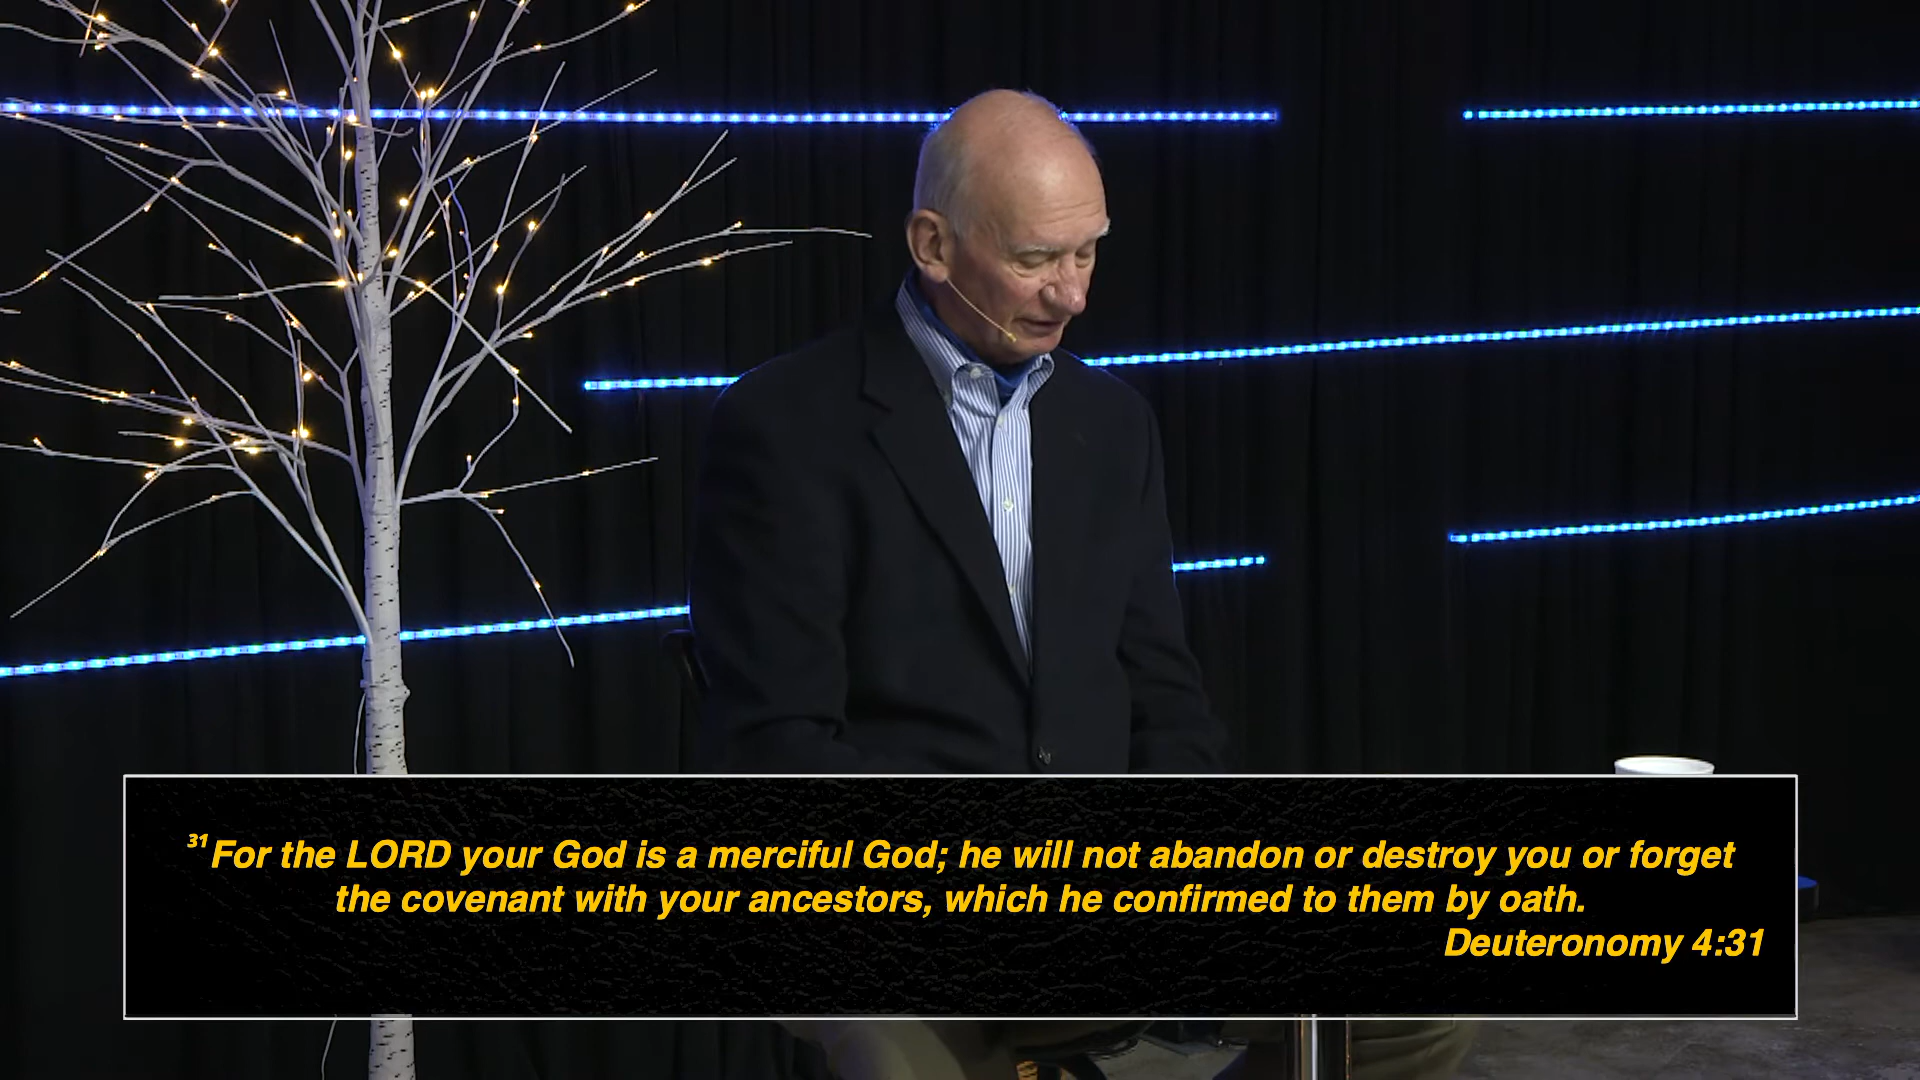 ³¹For the LORD your God is a merciful God; he will not abandon or destroy you or forget
the covenant with your ancestors, which he confirmed to them by oath.
Deuteronomy 4:31